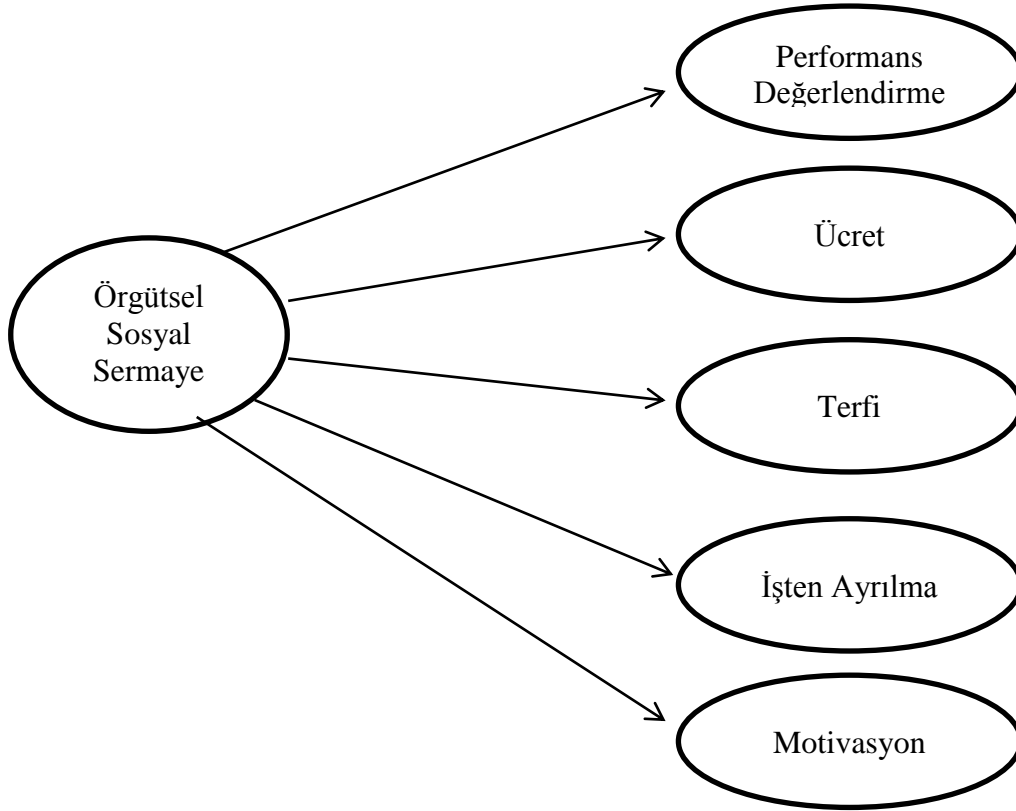 Performans
Değerlendirme
Ücret
Örgütsel
Sosyal
Sermaye
Terfi
İşten Ayrılma
Motivasyon